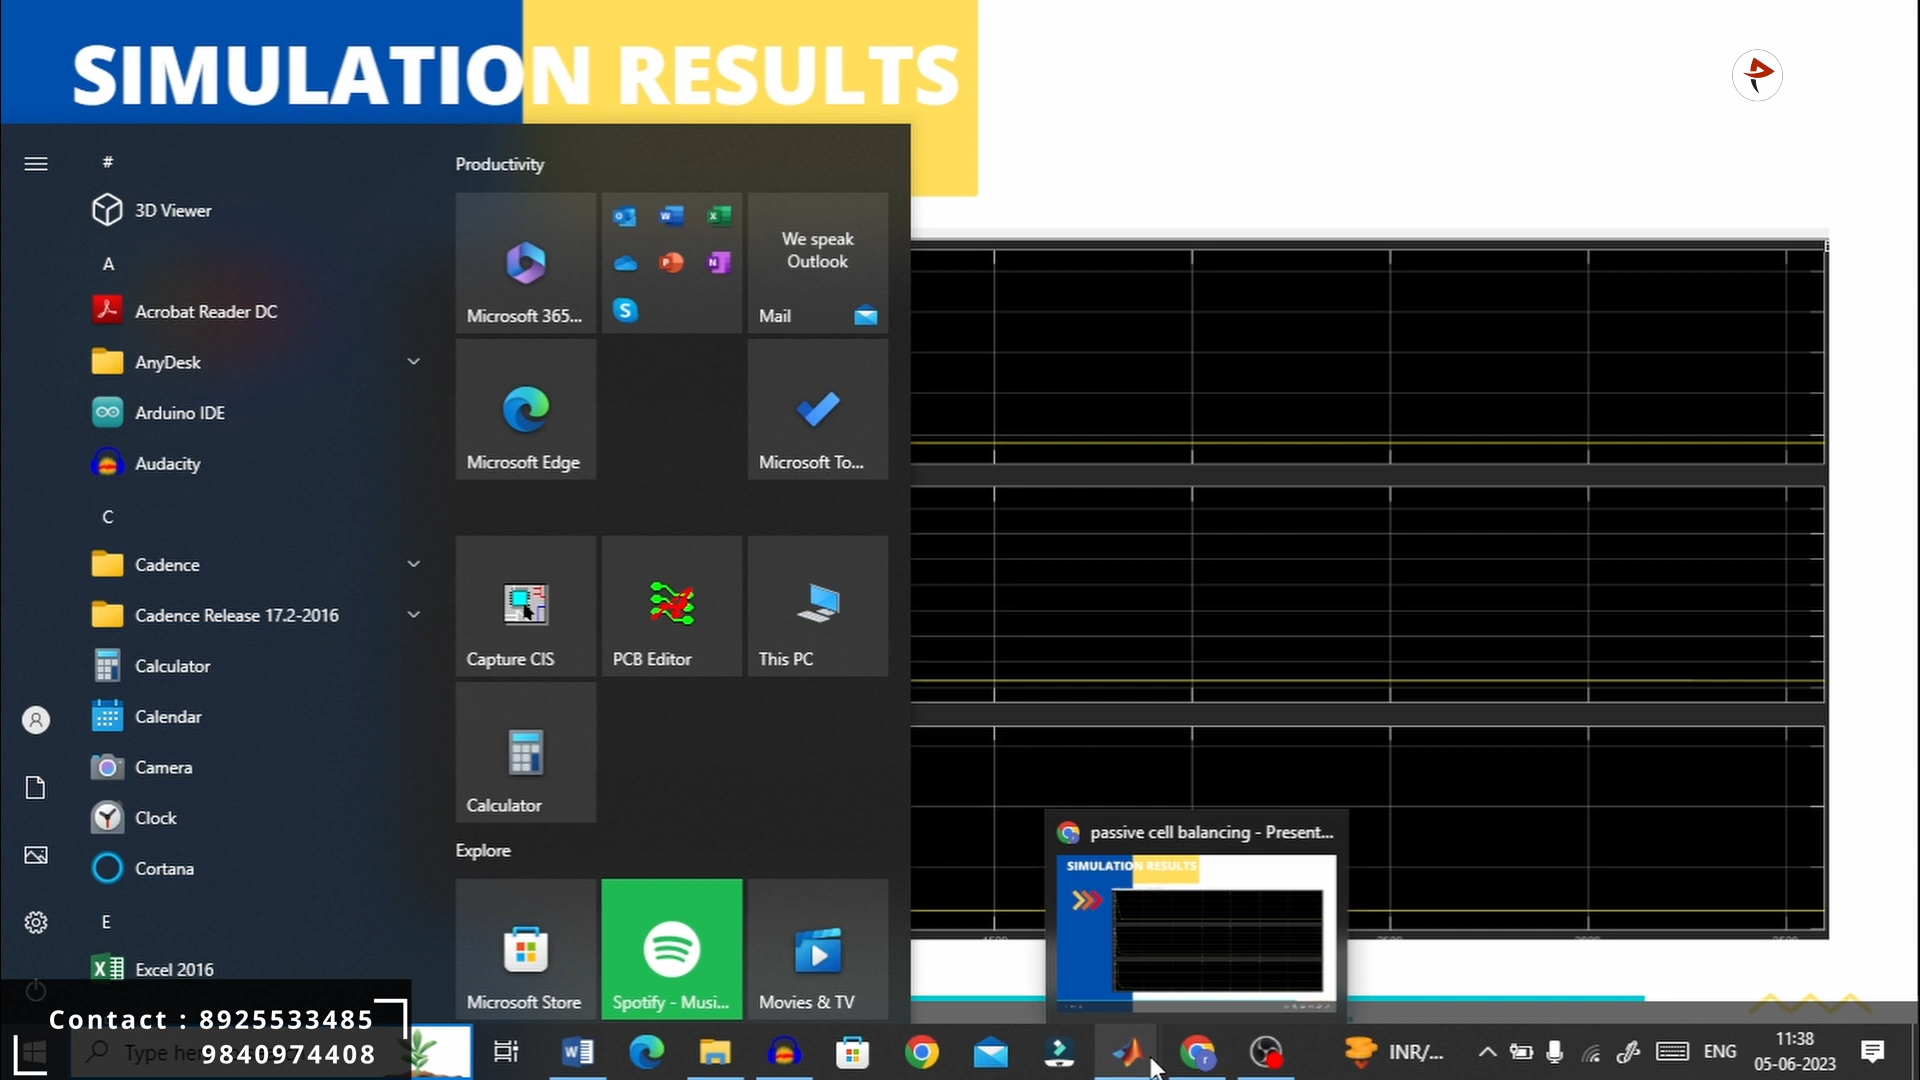 SIMULATION RESULTS
#
3D Viewer
A
Acrobat Reader DC
AnyDesk
Arduino IDE
Audacity
C
Cadence
Cadence Release 17.2-2016
Calculator
Calendar
Camera
Clock
Cortana
E
Excel 2016
Productivity
Microsoft 365...
We speak
Outlook
Mail
Microsoft Edge
Microsoft To...
Capture CIS
PCB Editor
This PC
Calculator
Explore
Microsoft Store
Spotify - Musi...
Movies & TV
passive cell balancing - Present...
SIMULATION RESULTS
Contact : 8925533485
9840974408
Type
INR/...
ENG
11:38
05-06-2023